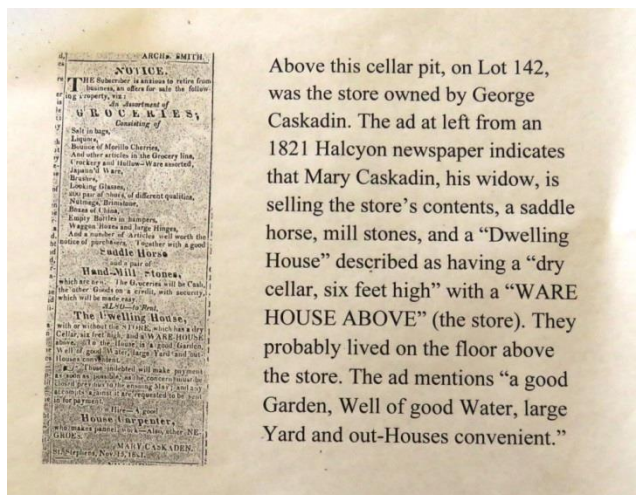 ARCHD. SMITH.
NOTICE.
THE Subscriber is anxious to retire from
business, an offers for sale the follow-
ing property, viz:
An Assortment of
GROCERIES,
Consisting of
Salt in bags,
Liquors,
Bounce of Morillo Cherries,
And other articles in the Grocery line,
Crockery and Hollow-Ware assorted,
Japann'd Ware,
Brushes,
Looking Glasses,
200 pair of shoes, of different qualities,
Nutmegs, Brimstone,
Boxes of China,
Empty Bottles in hampers,
Waggon Boxes and large Hinges,
And a number of Articles well worth the
notice of purchasers. Together with a good
Saddle Horse
and a pair of
Hand-Mill Stones,
which are new. The Groceries will be Cash,
the other Goods on a credit, with security,
which will be made easy.
ALSO—to Rent,
The Dwelling House,
with or without the STORE, which has a dry
Cellar, six feet high, and a WARE HOUSE
above. To the House is a good Garden,
Well of good Water, large Yard and out-
Houses convenient.
Those indebted will make payment
as soon as possible, as the concern must be
closed previous to the ensuing May; and any
accounts against it are requested to be sent
in for payment.
Hire—A good
House Carpenter,
who makes pannel work—Also, other NE-
GROES.
MARY CASKADEN.
St. Stephens, Nov. 12, 1821.
Above this cellar pit, on Lot 142,
was the store owned by George
Caskadin. The ad at left from an
1821 Halcyon newspaper indicates
that Mary Caskadin, his widow, is
selling the store’s contents, a saddle
horse, mill stones, and a “Dwelling
House” described as having a “dry
cellar, six feet high” with a “WARE
HOUSE ABOVE” (the store). They
probably lived on the floor above
the store. The ad mentions “a good
Garden, Well of good Water, large
Yard and out-Houses convenient.”